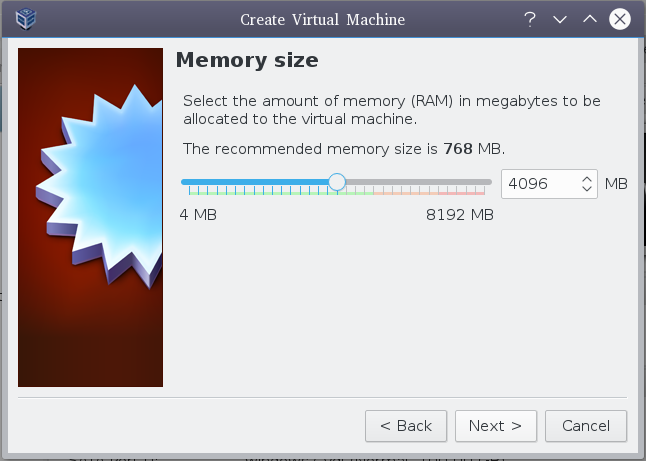 Create Virtual Machine
?
Memory size
Select the amount of memory (RAM) in megabytes to be
allocated to the virtual machine.
The recommended memory size is 768 MB.
4096 MB
4 MB 8192 MB
< Back Next > Cancel